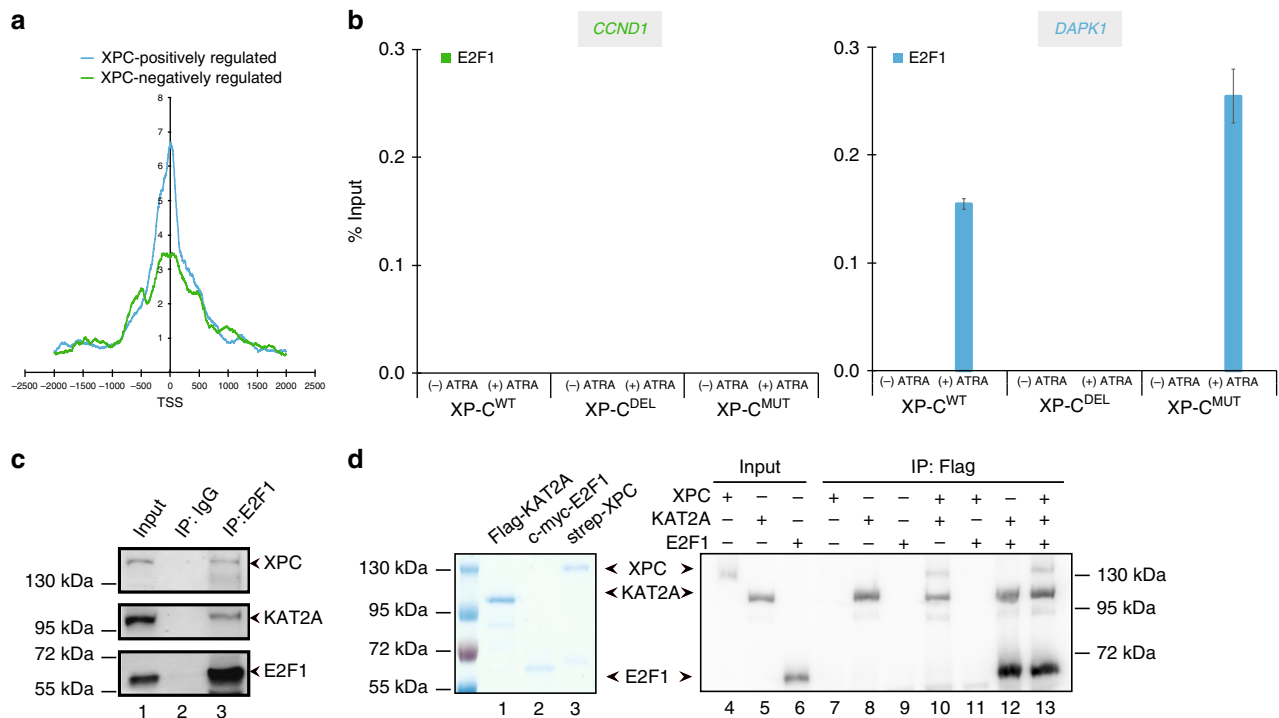 a
XPC-positively regulated
XPC-negatively regulated
8
7
6
5
4
3
2
1
−2500 −2000 −1500 −1000 −500 0 500 1000 1500 2000 2500
TSS
b
CCND1
DAPK1
% Input
0.3
0.2
0.1
0.0
E2F1
(–) ATRA (+) ATRA (–) ATRA (+) ATRA (–) ATRA (+) ATRA
XP-C^WT XP-C^DEL XP-C^MUT
0.3
0.2
0.1
0.0
E2F1
(–) ATRA (+) ATRA (–) ATRA (+) ATRA (–) ATRA (+) ATRA
XP-C^WT XP-C^DEL XP-C^MUT
c
Input IP: IgG IP:E2F1
XPC
130 kDa
KAT2A
95 kDa
72 kDa
E2F1
55 kDa
1 2 3
d
Flag-KAT2A c-myc-E2F1 strep-XPC
130 kDa
95 kDa
72 kDa
55 kDa
1 2 3
XPC
KAT2A
E2F1
Input IP: Flag
XPC + – – – – – + + – +
KAT2A – + – – + – + – + +
E2F1 – – + – – + – + + +
130 kDa
95 kDa
72 kDa
4 5 6 7 8 9 10 11 12 13